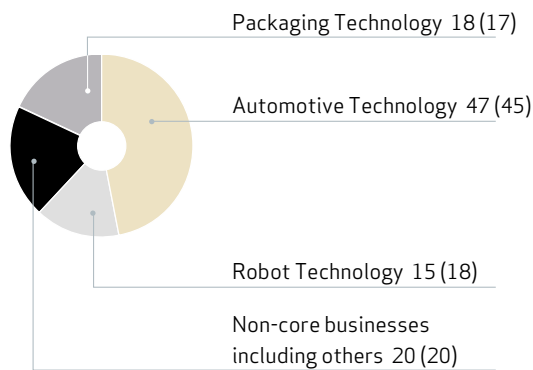 Packaging Technology 18 (17)
Automotive Technology 47 (45)
Robot Technology 15 (18)
Non-core businesses
including others 20 (20)